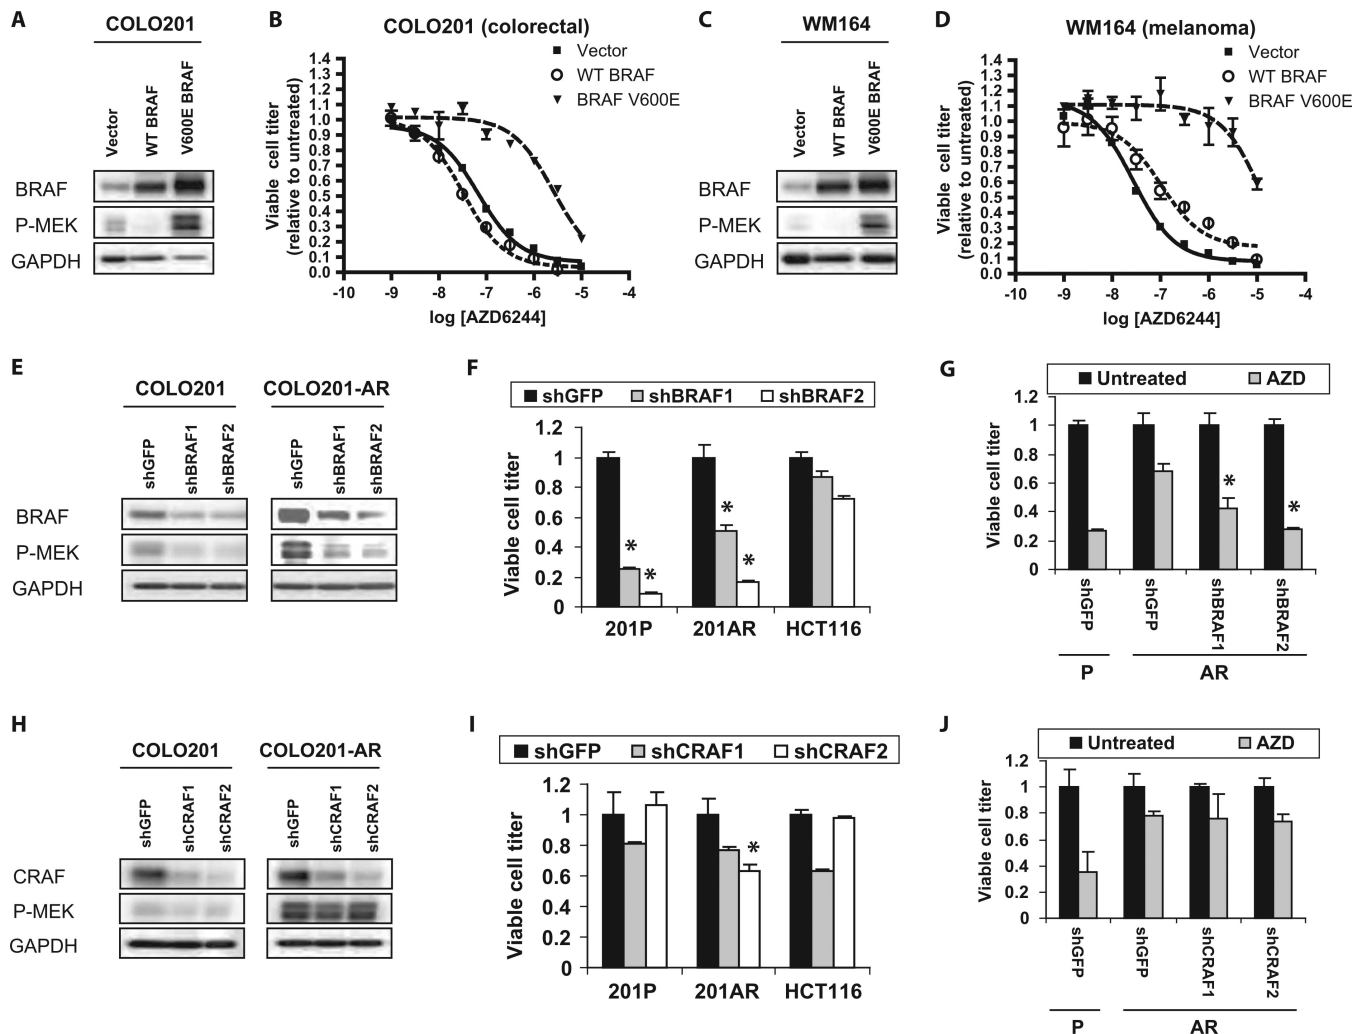 A
COLO201
Vector
WT BRAF
V600E BRAF
BRAF
P-MEK
GAPDH
B
COLO201 (colorectal)
Vector
WT BRAF
BRAF V600E
Viable cell titer
(relative to untreated)
1.4
1.3
1.2
1.1
1.0
0.9
0.8
0.7
0.6
0.5
0.4
0.3
0.2
0.1
0.0
-10 -9 -8 -7 -6 -5 -4
log [AZD6244]
C
WM164
Vector
WT BRAF
V600E BRAF
BRAF
P-MEK
GAPDH
D
WM164 (melanoma)
Vector
WT BRAF
BRAF V600E
Viable cell titer
(relative to untreated)
1.4
1.3
1.2
1.1
1.0
0.9
0.8
0.7
0.6
0.5
0.4
0.3
0.2
0.1
0.0
-10 -9 -8 -7 -6 -5 -4
log [AZD6244]
E
COLO201 COLO201-AR
shGFP
shBRAF1
shBRAF2
shGFP
shBRAF1
shBRAF2
BRAF
P-MEK
GAPDH
F
shGFP shBRAF1 shBRAF2
Viable cell titer
1.2
1
0.8
0.6
0.4
0.2
0
* * * *
201P 201AR HCT116
G
Untreated AZD
Viable cell titer
1.2
1
0.8
0.6
0.4
0.2
0
* *
shGFP
shGFP
shBRAF1
shBRAF2
P AR
H
COLO201 COLO201-AR
shGFP
shCRAF1
shCRAF2
shGFP
shCRAF1
shCRAF2
CRAF
P-MEK
GAPDH
I
shGFP shCRAF1 shCRAF2
Viable cell titer
1.2
1
0.8
0.6
0.4
0.2
0
*
201P 201AR HCT116
J
Untreated AZD
Viable cell titer
1.2
1
0.8
0.6
0.4
0.2
0
shGFP
shGFP
shCRAF1
shCRAF2
P AR